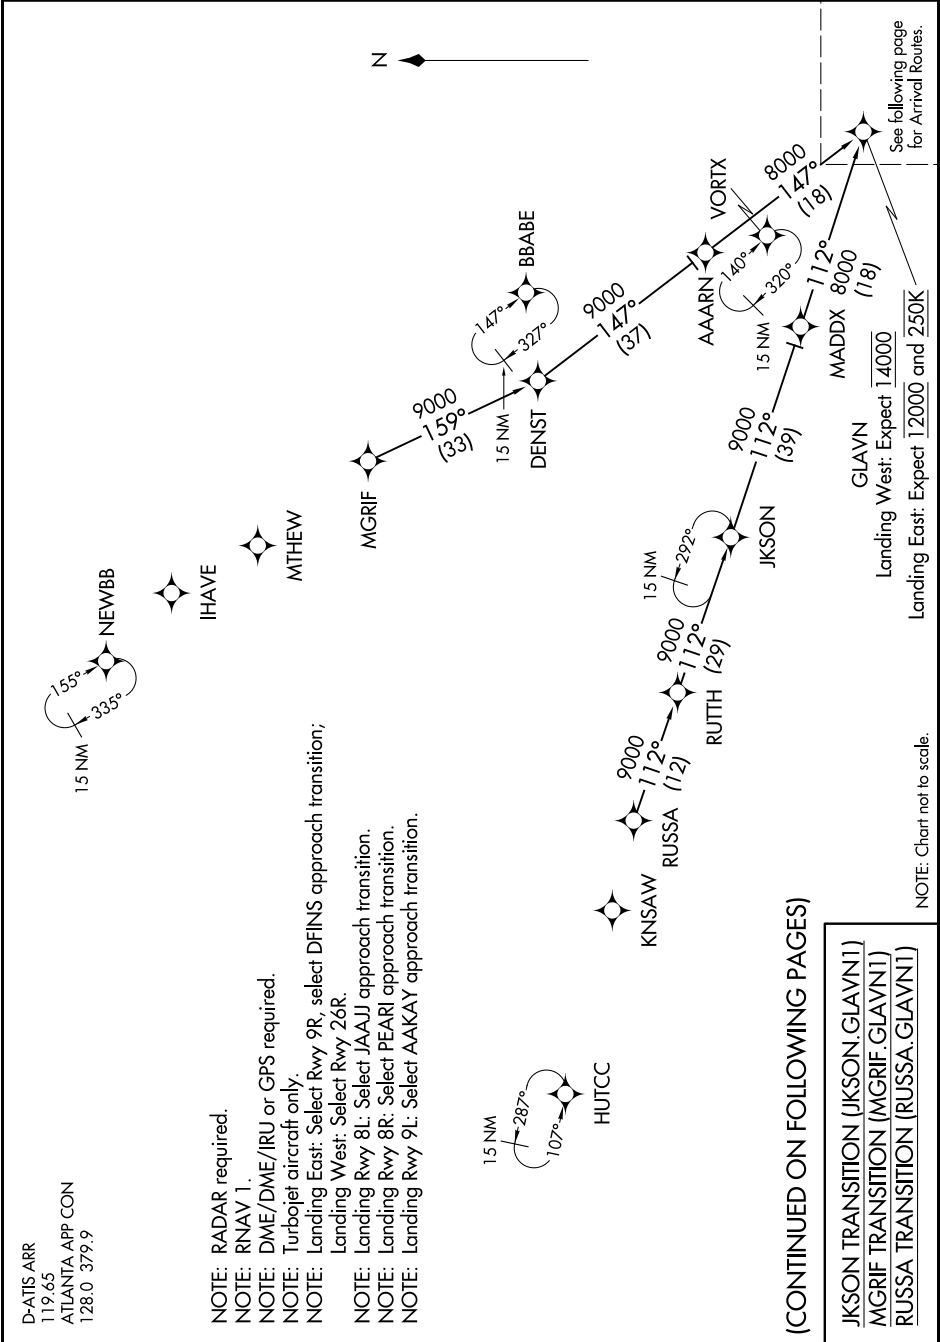 D-ATIS ARR
119.65
ATLANTA APP CON
128.0 379.9
NOTE: RADAR required.
NOTE: RNAV 1.
NOTE: DME/DME/IRU or GPS required.
NOTE: Turbojet aircraft only.
NOTE: Landing East: Select Rwy 9R, select DFINS approach transition;
Landing West: Select Rwy 26R.
NOTE: Landing Rwy 8L: Select JAAJJ approach transition.
NOTE: Landing Rwy 8R: Select PEARI approach transition.
NOTE: Landing Rwy 9L: Select AAKAY approach transition.
15 NM
155°
335°
NEWBB
IHAVE
MTHEW
MGRIF
9000
159°
(33)
15 NM
147°
327°
BBABE
DENST
9000
147°
(37)
N
AAARN
VORTX
140°
320°
15 NM
8000
147°
(18)
15 NM
287°
107°
HUTCC
KNSAW
RUSSA
9000
112°
(12)
RUTTH
9000
112°
(29)
15 NM
292°
JKSON
9000
112°
(39)
MADDX
112°
8000
(18)
GLAVN
Landing West: Expect 14000
Landing East: Expect 12000 and 250K
See following page
for Arrival Routes.
(CONTINUED ON FOLLOWING PAGES)
JKSON TRANSITION (JKSON.GLAVN1)
MGRIF TRANSITION (MGRIF.GLAVN1)
RUSSA TRANSITION (RUSSA.GLAVN1)
NOTE: Chart not to scale.